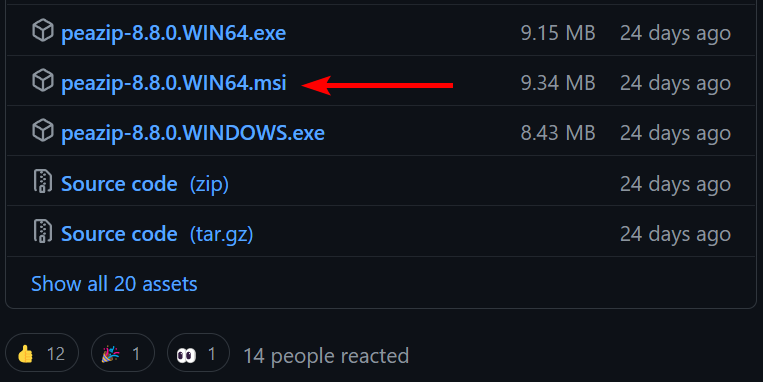 peazip-8.8.0.WIN64.exe 9.15 MB 24 days ago
peazip-8.8.0.WIN64.msi 9.34 MB 24 days ago
peazip-8.8.0.WINDOWS.exe 8.43 MB 24 days ago
Source code (zip) 24 days ago
Source code (tar.gz) 24 days ago
Show all 20 assets
👍 12 🎉 1 👀 1 14 people reacted